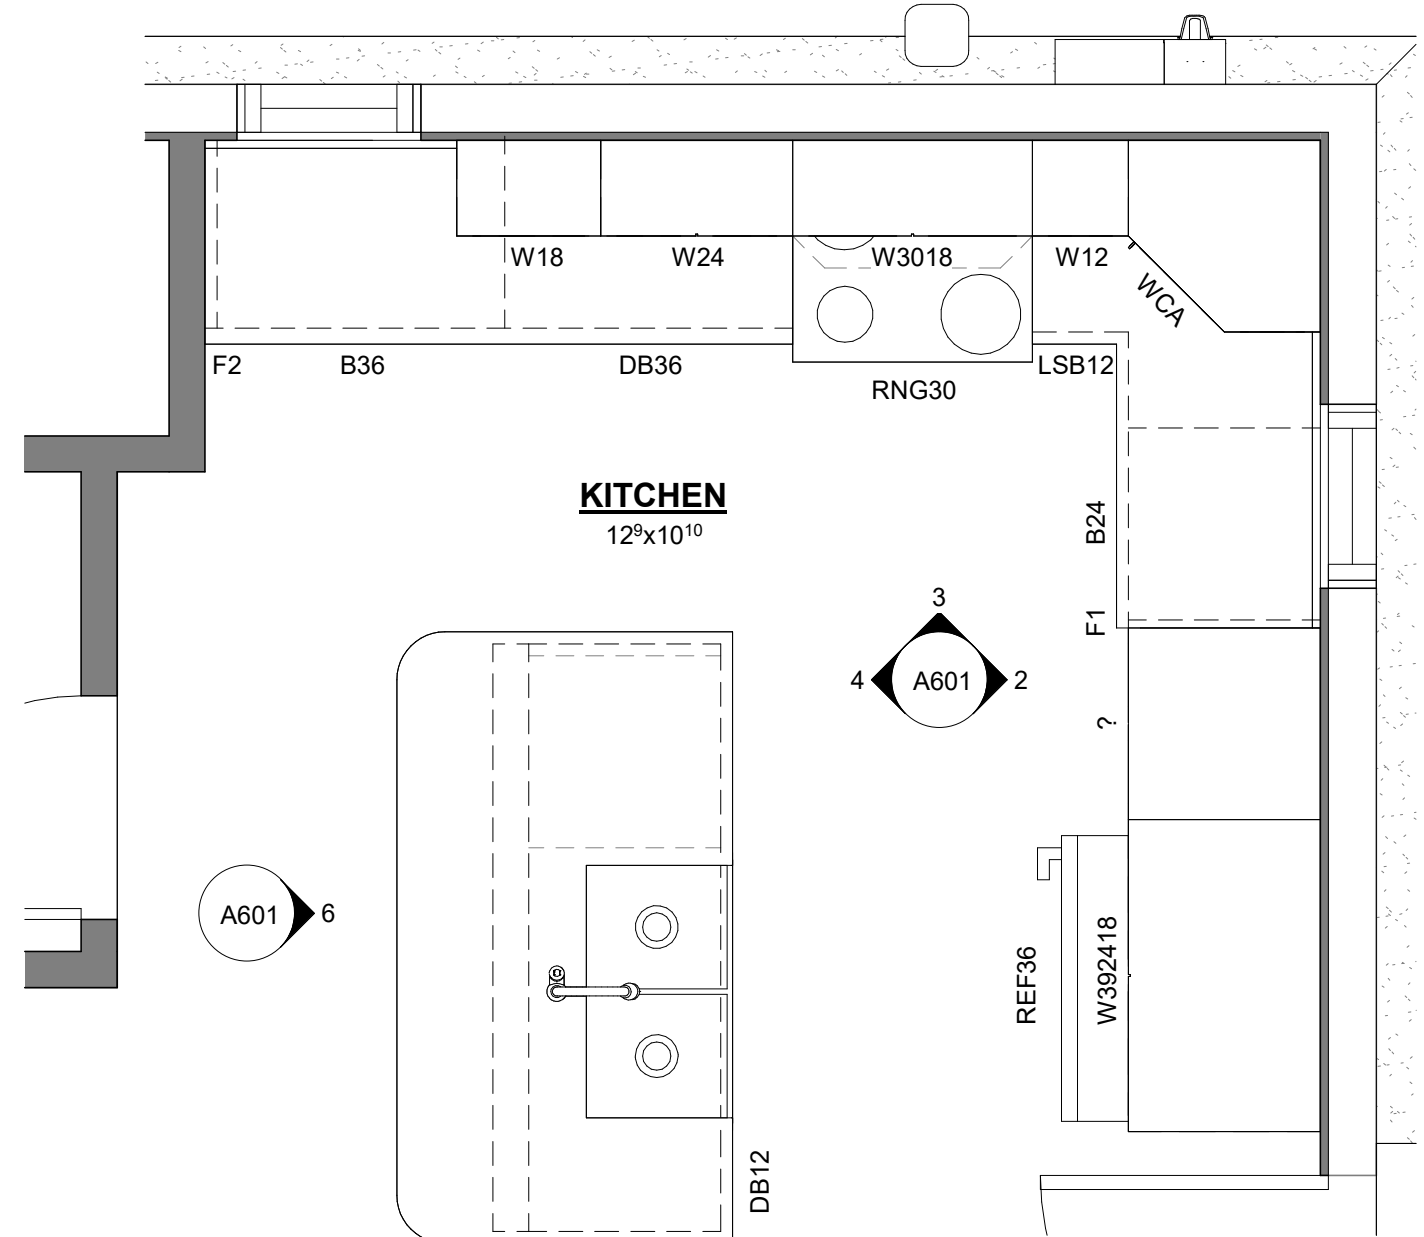 W18
W24
W3018
W12
WCA
F2
B36
DB36
RNG30
LSB12
KITCHEN
12⁹x10¹⁰
B24
F1
3
4
A601
2
?
A601
6
REF36
W392418
DB12